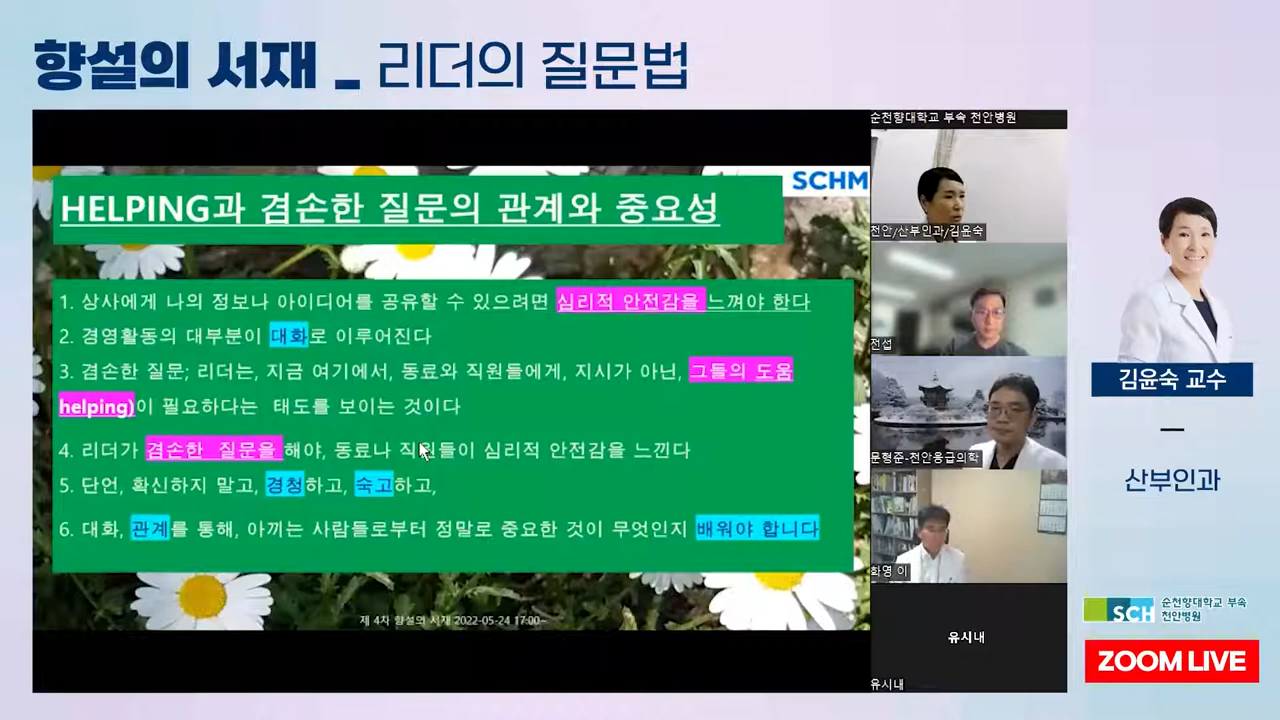 향설의 서재 _ 리더의 질문법
순천향대학교 부속 천안병원
SCHM
HELPING과 겸손한 질문의 관계와 중요성
천안/산부인과/김윤숙
1. 상사에게 나의 정보나 아이디어를 공유할 수 있으려면 심리적 안전감을 느껴야 한다
2. 경영활동의 대부분이 대화로 이루어진다
전섭
3. 겸손한 질문; 리더는, 지금 여기에서, 동료와 직원들에게, 지시가 아닌, 그들의 도움
helping)이 필요하다는 태도를 보이는 것이다
4. 리더가 겸손한 질문을 해야, 동료나 직원들이 심리적 안전감을 느낀다
문형준-천안응급의학
5. 단언, 확신하지 말고, 경청하고, 숙고하고,
6. 대화, 관계를 통해, 아끼는 사람들로부터 정말로 중요한 것이 무엇인지 배워야 합니다
화영 이
제 4차 향설의 서재 2022-05-24 17:00~
유시내
유시내
김윤숙 교수
산부인과
SCH 순천향대학교 부속
천안병원
ZOOM LIVE